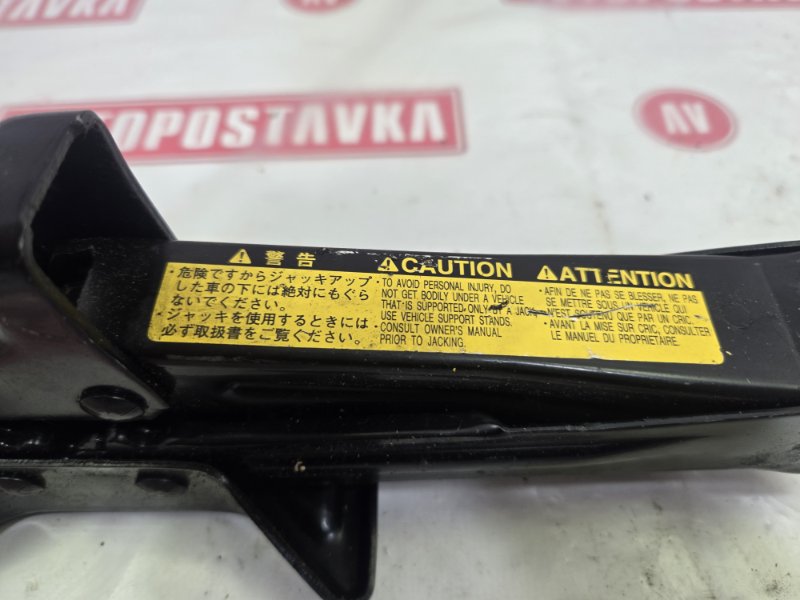 POSTAVKA
AUTOPOSTAVKA
AV
警告
・危険ですからジャッキアップ
した車の下には絶対にもぐら
ないでください。
・ジャッキを使用するときには
必ず取扱書をご覧ください。
CAUTION
・TO AVOID PERSONAL INJURY, DO
NOT GET BODILY UNDER A VEHICLE
THAT IS SUPPORTED ONLY BY A JACK.
USE VEHICLE SUPPORT STANDS.
・CONSULT OWNER'S MANUAL
PRIOR TO JACKING.
ATTENTION
・AFIN DE NE PAS SE BLESSER, NE PAS
SE METTRE SOUS UN VEHICLE QUI
N'EST SOUTENU QUE PAR UN CRIC.
・AVANT LA MISE SUR CRIC, CONSULTER
LE MANUEL DU PROPRIETAIRE.